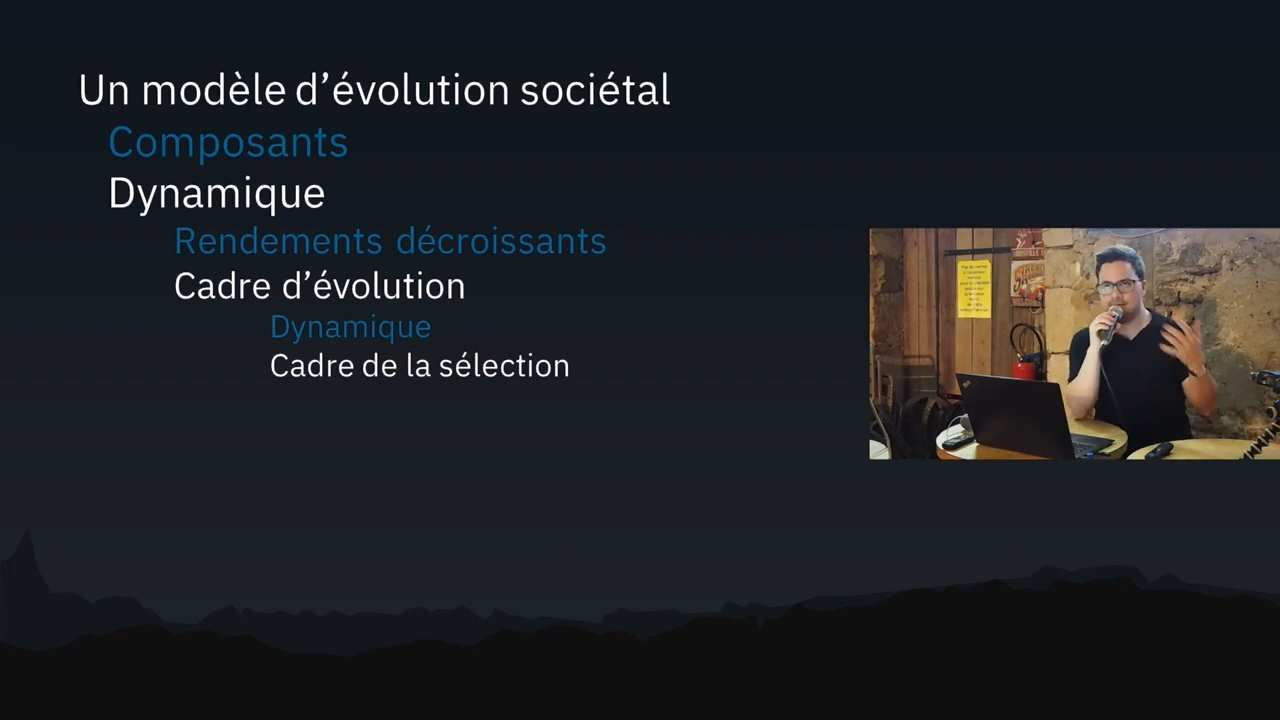 Un modèle d’évolution sociétal
Composants
Dynamique
Rendements décroissants
Cadre d’évolution
Dynamique
Cadre de la sélection